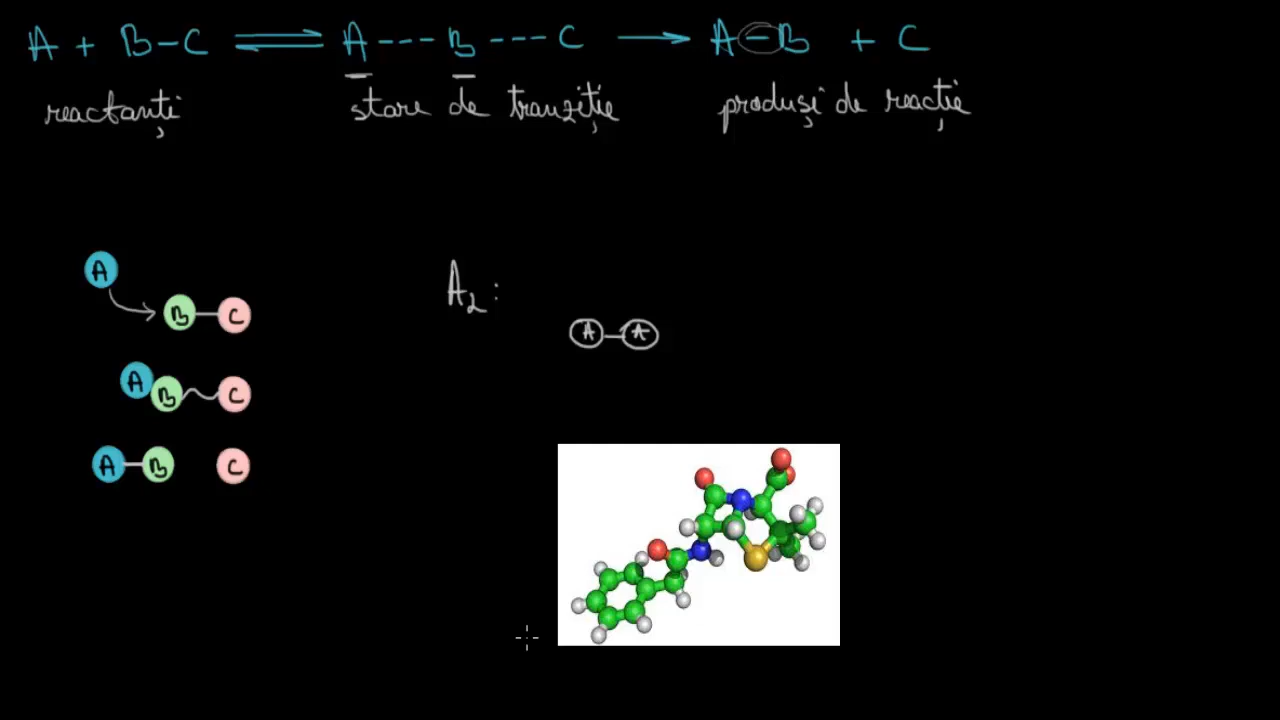 A + B–C ⇌ A---B---C → A–B + C
reactanți stare de tranziție produși de reacție
A
B–C
A₂:
A–A
A B C
A–B C